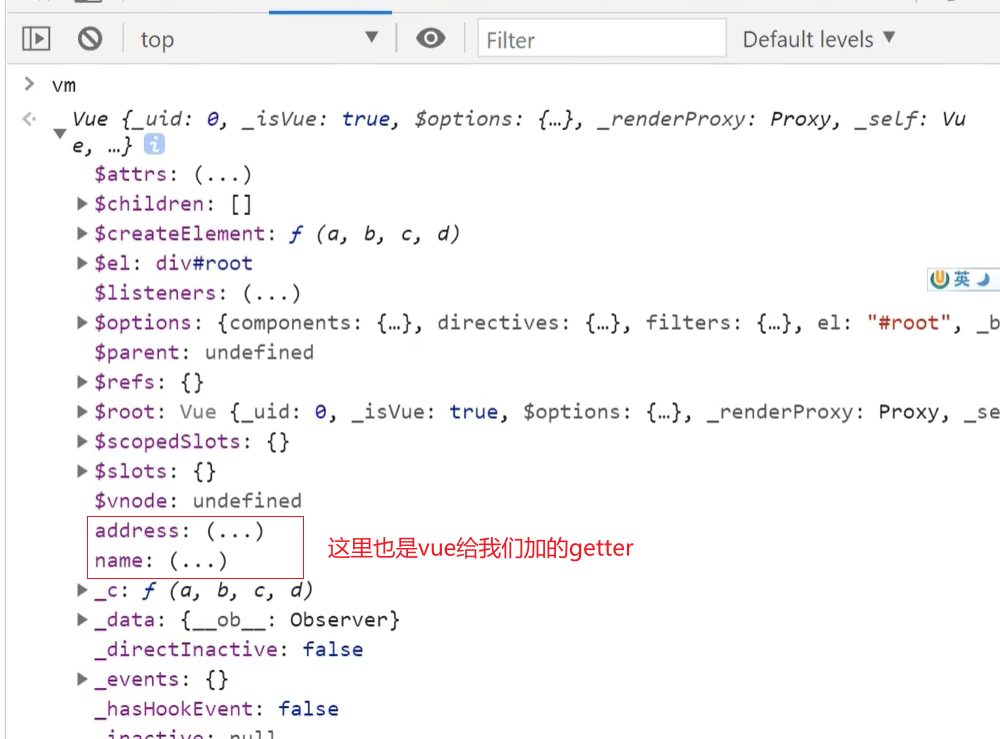 top
Filter
Default levels
vm
Vue {_uid: 0, _isVue: true, $options: {…}, _renderProxy: Proxy, _self: Vu
e, …}
$attrs: (...)
$children: []
$createElement: ƒ (a, b, c, d)
$el: div#root
$listeners: (...)
英
$options: {components: {…}, directives: {…}, filters: {…}, el: "#root", _b
$parent: undefined
$refs: {}
$root: Vue {_uid: 0, _isVue: true, $options: {…}, _renderProxy: Proxy, _se
$scopedSlots: {}
$slots: {}
$vnode: undefined
address: (...)
这里也是vue给我们加的getter
name: (...)
_c: ƒ (a, b, c, d)
_data: {__ob__: Observer}
_directInactive: false
_events: {}
_hasHookEvent: false
_inactive: null